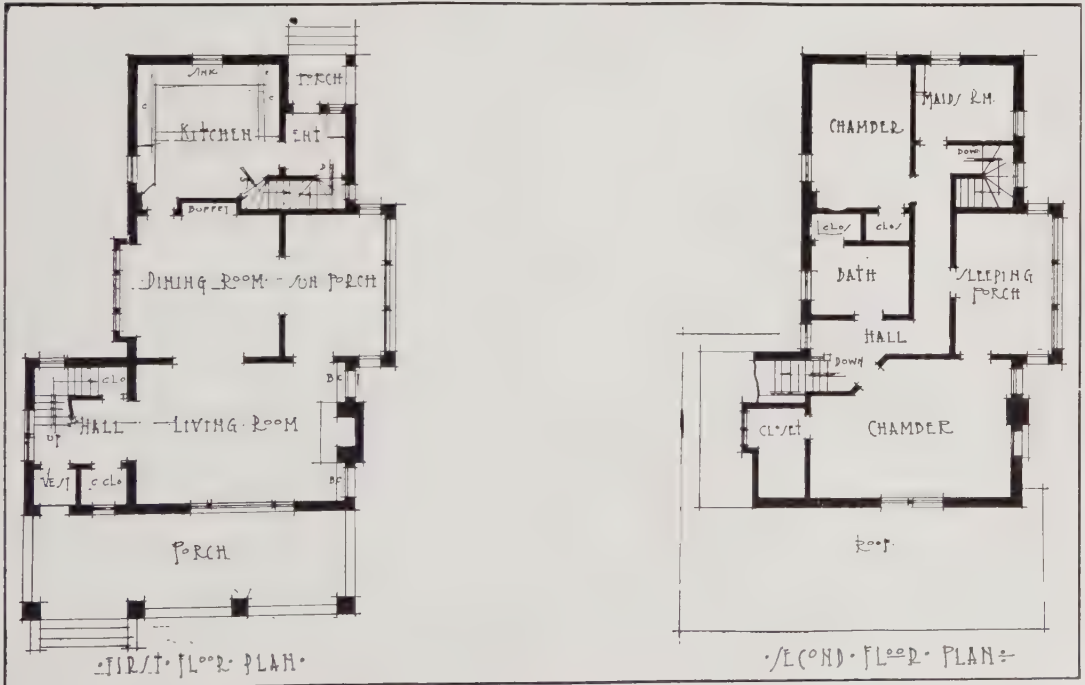 SINK
PORCH
C
C
KITCHEN
ENT
D
UP
BUFFET
DINING ROOM
SUN PORCH
CLO
BK
HALL
LIVING ROOM
UP
VEST
C CLO
BK
PORCH
·FIRST·FLOOR·PLAN·
CHAMBER
MAIDS RM.
DOWN
CLOS
CLOS
BATH
SLEEPING
PORCH
HALL
DOWN
CLOSET
CHAMBER
ROOF.
·SECOND·FLOOR·PLAN÷